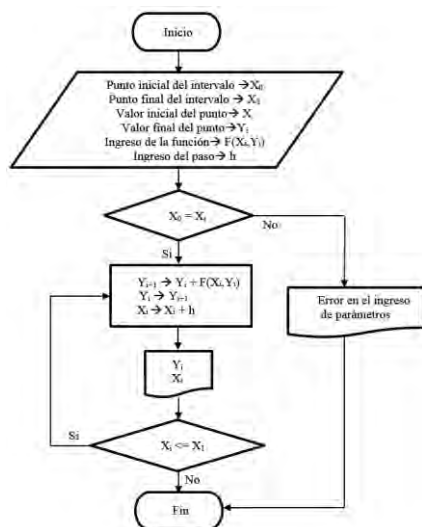 Inicio
Punto inicial del intervalo → X₀
Punto final del intervalo → X₁
Valor inicial del punto → Xᵢ
Valor final del punto → Yᵢ
Ingreso de la función → F(Xᵢ,Yᵢ)
Ingreso del paso → h
X₀ = Xᵢ
No
Si
Yᵢ₊₁ → Yᵢ + F(Xᵢ,Yᵢ)
Yᵢ → Yᵢ₊₁
Xᵢ → Xᵢ + h
Error en el ingreso
de parámetros
Yᵢ
Xᵢ
Si
Xᵢ <= X₁
No
Fin